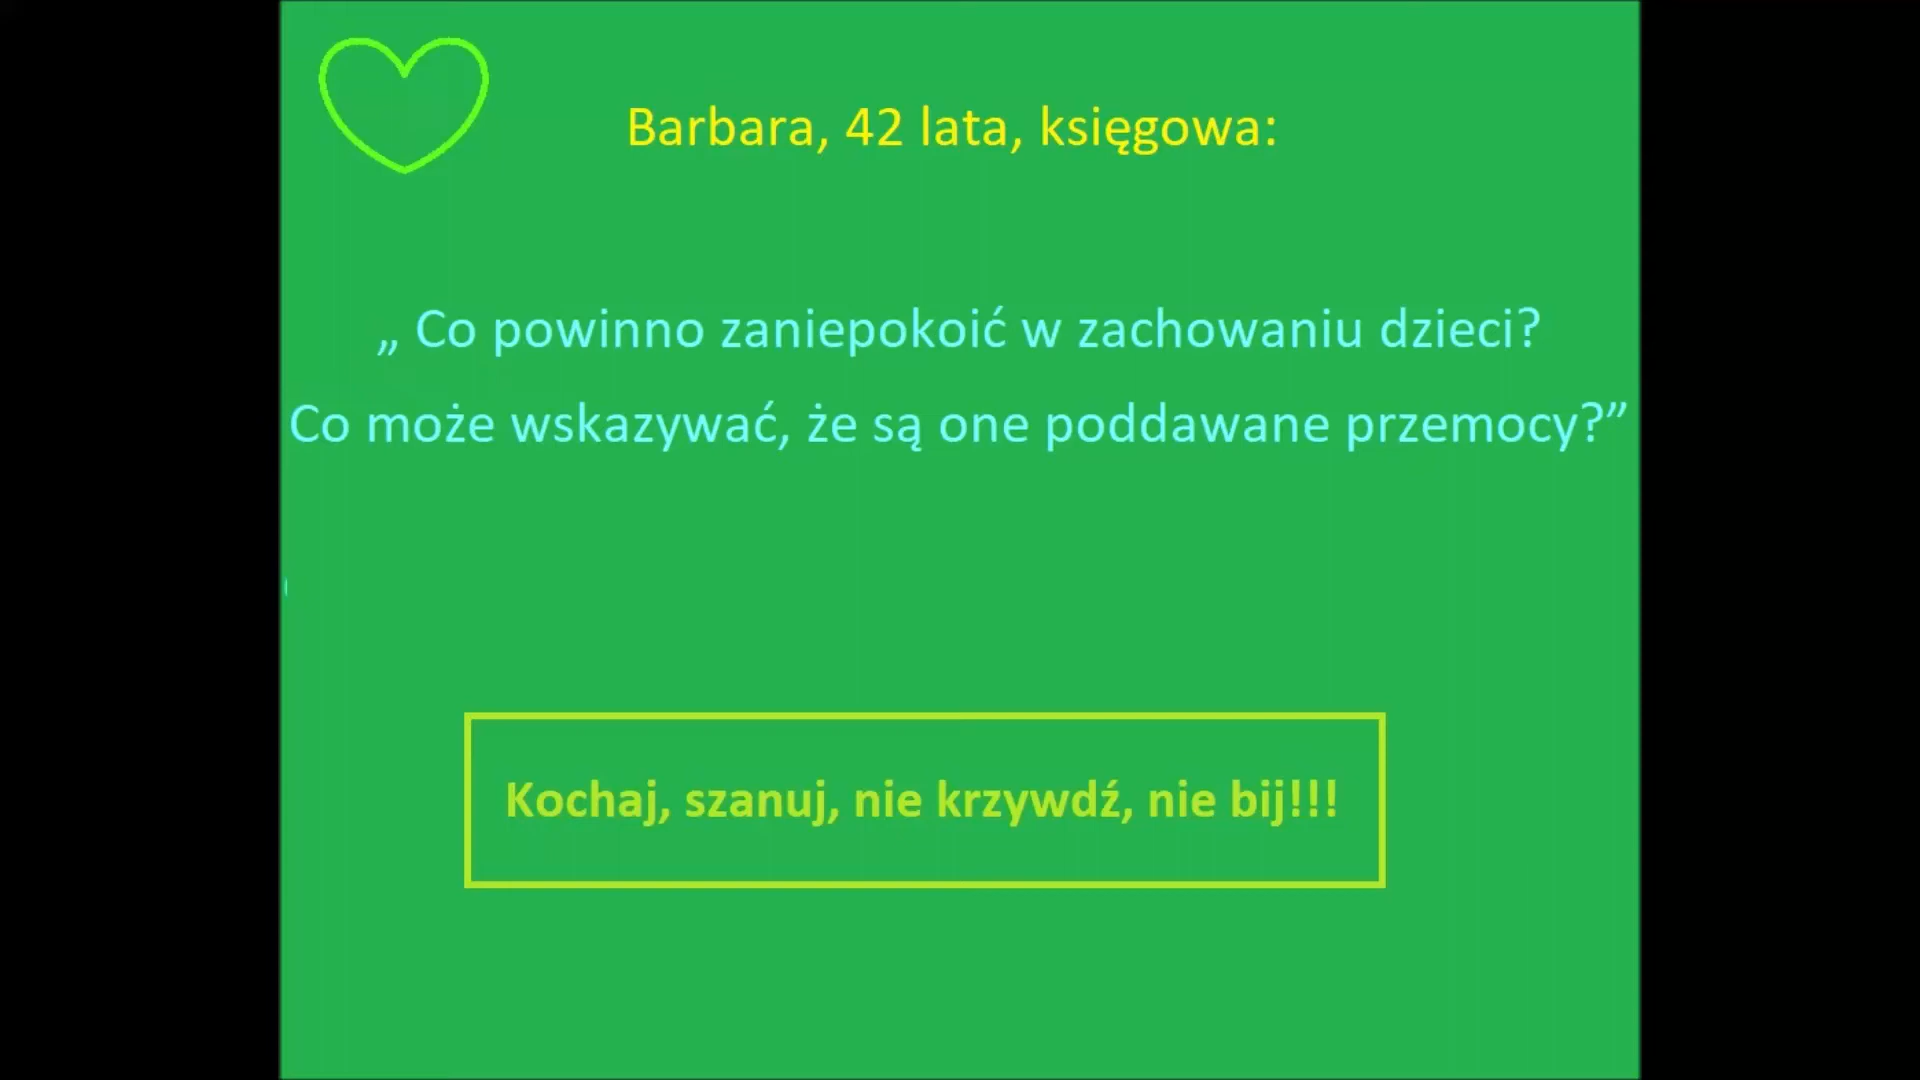 Barbara, 42 lata, księgowa:
„ Co powinno zaniepokoić w zachowaniu dzieci?
Co może wskazywać, że są one poddawane przemocy?”
Kochaj, szanuj, nie krzywdź, nie bij!!!